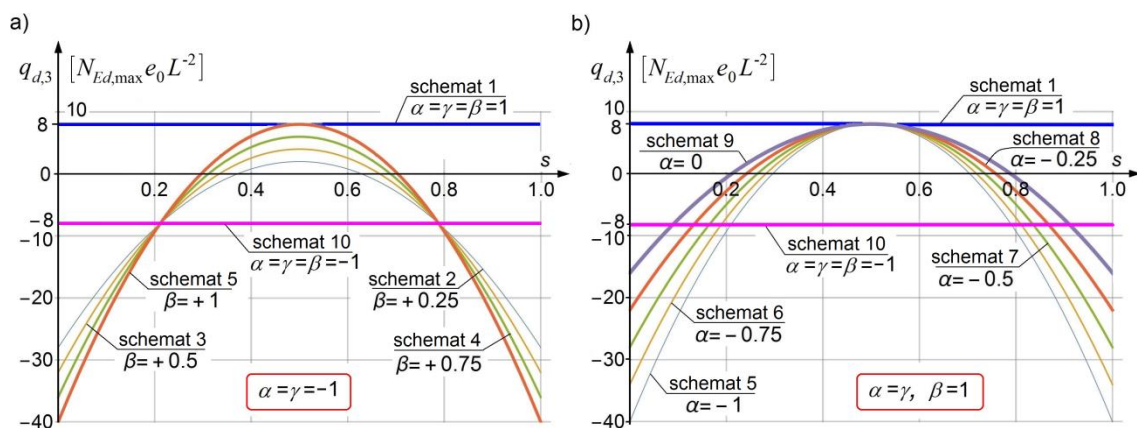 a)
q_{d,3} [N_{Ed,max} e_0 L^{-2}]
10
8
0
-8
-10
-20
-30
-40
0.2 0.4 0.6 0.8 1.0
s
schemat 1
α=γ=β=1
schemat 10
α=γ=β=-1
schemat 5
β=+1
schemat 2
β=+0.25
schemat 3
β=+0.5
schemat 4
β=+0.75
α=γ=-1
b)
q_{d,3} [N_{Ed,max} e_0 L^{-2}]
10
8
0
-8
-10
-20
-30
-40
0.2 0.4 0.6 0.8 1.0
s
schemat 1
α=γ=β=1
schemat 9
α=0
schemat 8
α=-0.25
schemat 10
α=γ=β=-1
schemat 7
α=-0.5
schemat 6
α=-0.75
schemat 5
α=-1
α=γ, β=1